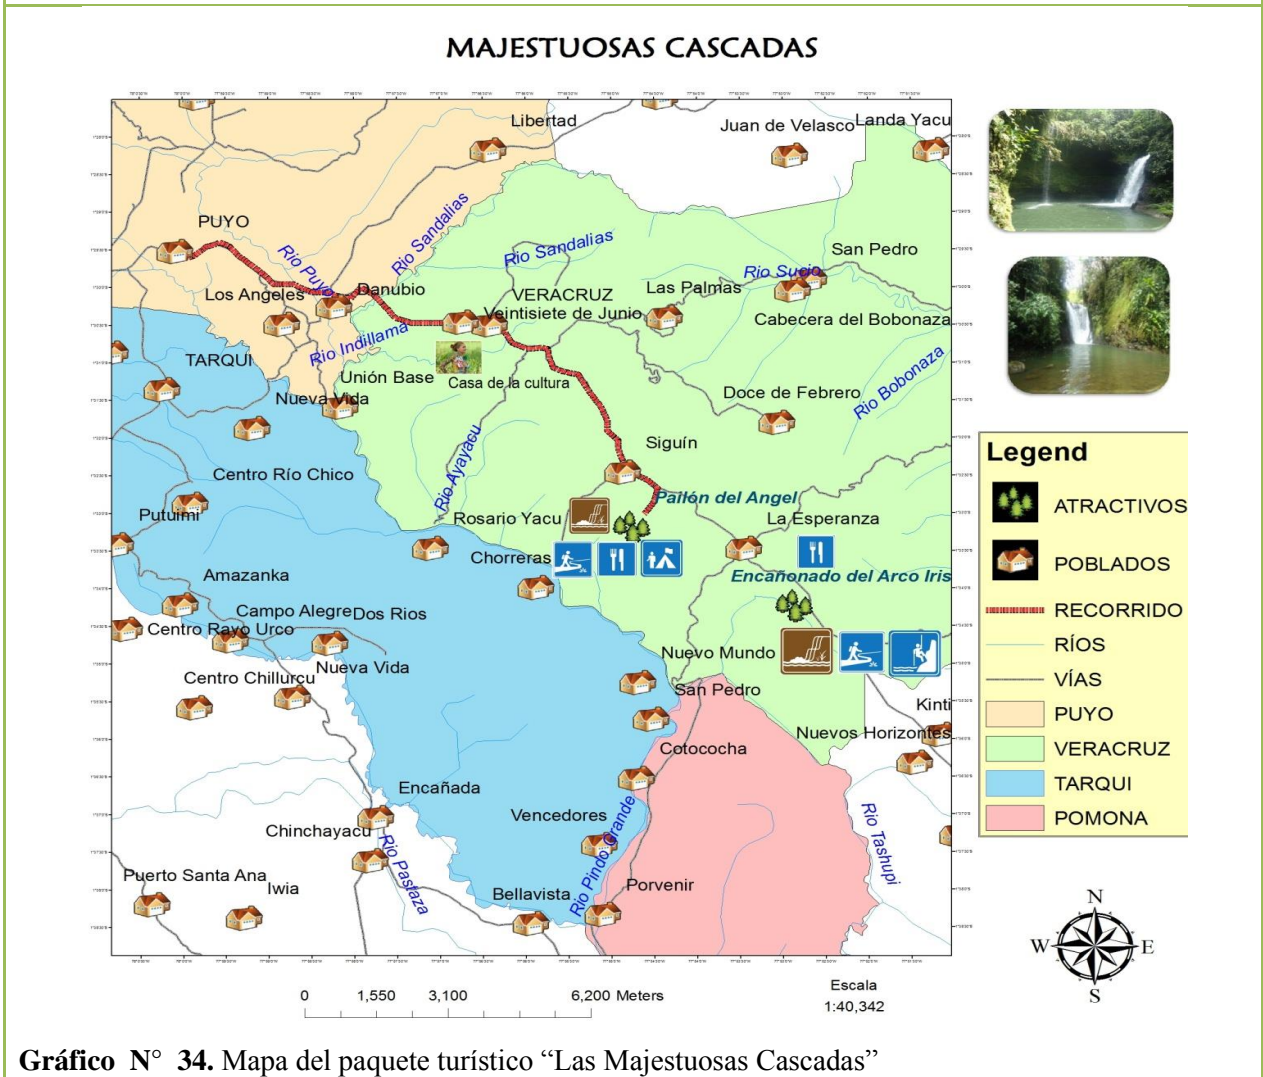 MAJESTUOSAS CASCADAS
Libertad
Juan de Velasco
Landa Yacu
PUYO
Rio Sandalias
Rio Puyo
Rio Sandalias
San Pedro
Rio Sucio
Los Angeles
Danubio
VERACRUZ
Las Palmas
Veintisiete de Junio
Cabecera del Bobonaza
Rio Indillama
TARQUI
Unión Base
Casa de la cultura
Rio Bobonaza
Nueva Vida
Doce de Febrero
Siguín
Rio Ayayacu
Centro Río Chico
Pailón del Angel
Putuimi
Rosario Yacu
La Esperanza
Chorreras
Amazanka
Encañonado del Arco Iris
Campo Alegre
Dos Rios
Centro Rayo Urco
Nueva Vida
Nuevo Mundo
Centro Chillurcu
San Pedro
Kinti
Nuevos Horizontes
Cotococha
Encañada
Vencedores
Rio Pindo Grande
Rio Tashupi
Chinchayacu
Rio Pastaza
Puerto Santa Ana
Iwia
Bellavista
Porvenir
Legend
ATRACTIVOS
POBLADOS
RECORRIDO
RÍOS
VÍAS
PUYO
VERACRUZ
TARQUI
POMONA
N
W E
S
0 1,550 3,100 6,200 Meters
Escala
1:40,342
Gráfico N° 34. Mapa del paquete turístico “Las Majestuosas Cascadas”